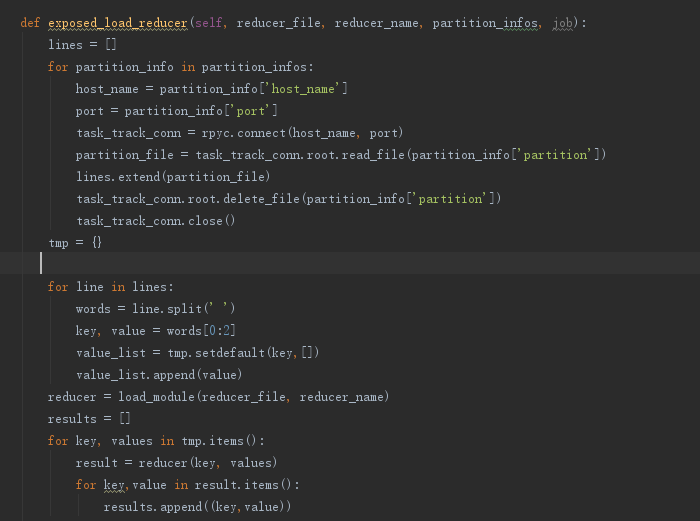 def exposed_load_reducer(self, reducer_file, reducer_name, partition_infos, job):
    lines = []
    for partition_info in partition_infos:
        host_name = partition_info['host_name']
        port = partition_info['port']
        task_track_conn = rpyc.connect(host_name, port)
        partition_file = task_track_conn.root.read_file(partition_info['partition'])
        lines.extend(partition_file)
        task_track_conn.root.delete_file(partition_info['partition'])
        task_track_conn.close()
    tmp = {}
    for line in lines:
        words = line.split(' ')
        key, value = words[0:2]
        value_list = tmp.setdefault(key,[])
        value_list.append(value)
    reducer = load_module(reducer_file, reducer_name)
    results = []
    for key, values in tmp.items():
        result = reducer(key, values)
        for key,value in result.items():
            results.append((key,value))